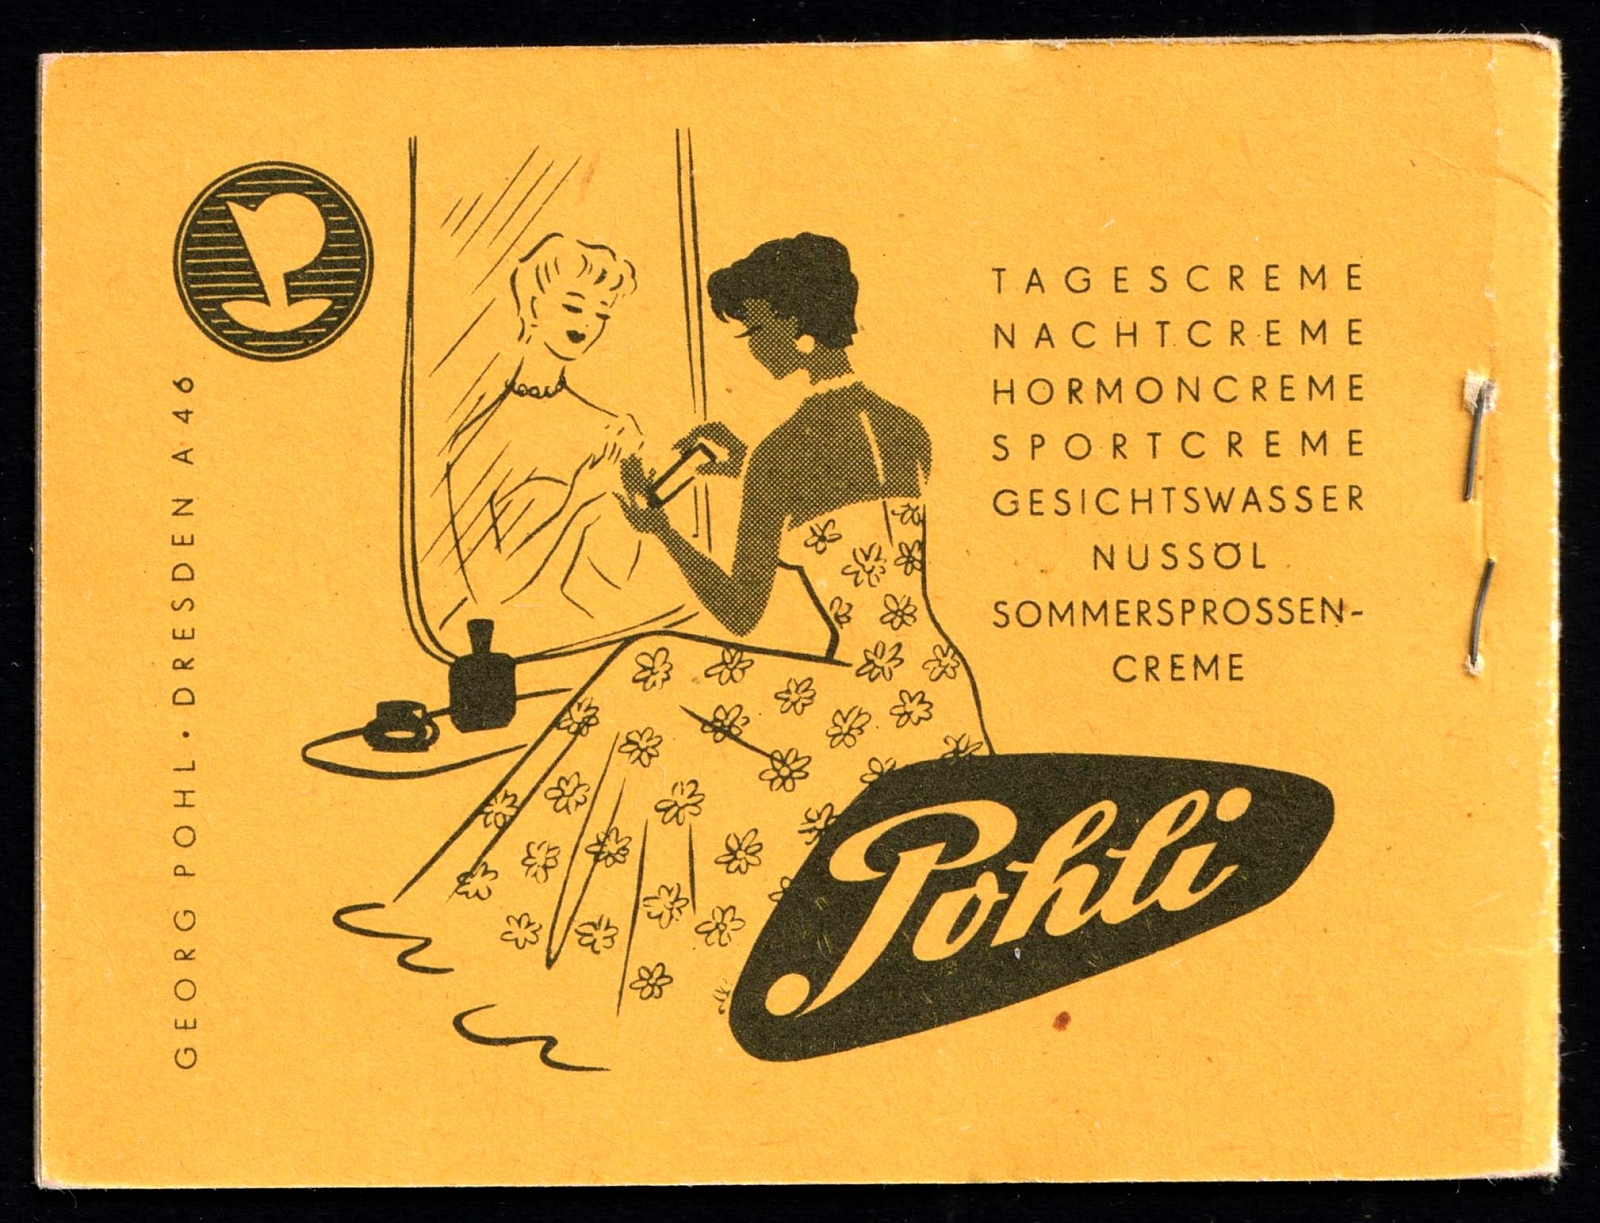 GEORG POHL · DRESDEN A 46
TAGESCREME
NACHTCREME
HORMONCREME
SPORTCREME
GESICHTSWASSER
NUSSÖL
SOMMERSPROSSEN-
CREME
Pohli